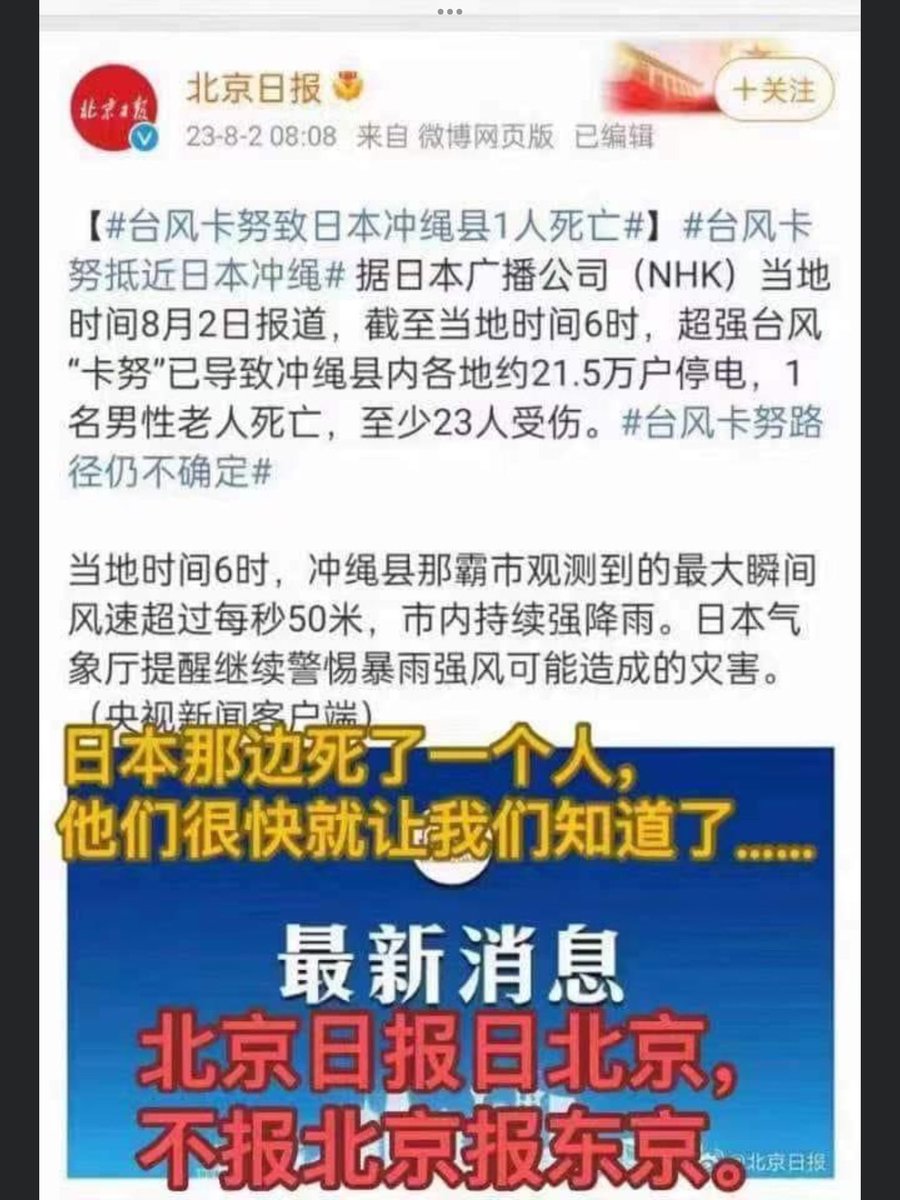 北京日报
北京日报
+关注
23-8-2 08:08 来自 微博网页版 已编辑
【#台风卡努致日本冲绳县1人死亡#】#台风卡
努抵近日本冲绳# 据日本广播公司（NHK）当地
时间8月2日报道，截至当地时间6时，超强台风
“卡努”已导致冲绳县内各地约21.5万户停电，1
名男性老人死亡，至少23人受伤。#台风卡努路
径仍不确定#
当地时间6时，冲绳县那霸市观测到的最大瞬间
风速超过每秒50米，市内持续强降雨。日本气
象厅提醒继续警惕暴雨强风可能造成的灾害。
（央视新闻客户端）
日本那边死了一个人，
他们很快就让我们知道了......
最新消息
北京日报日北京，
不报北京报东京。
@北京日报